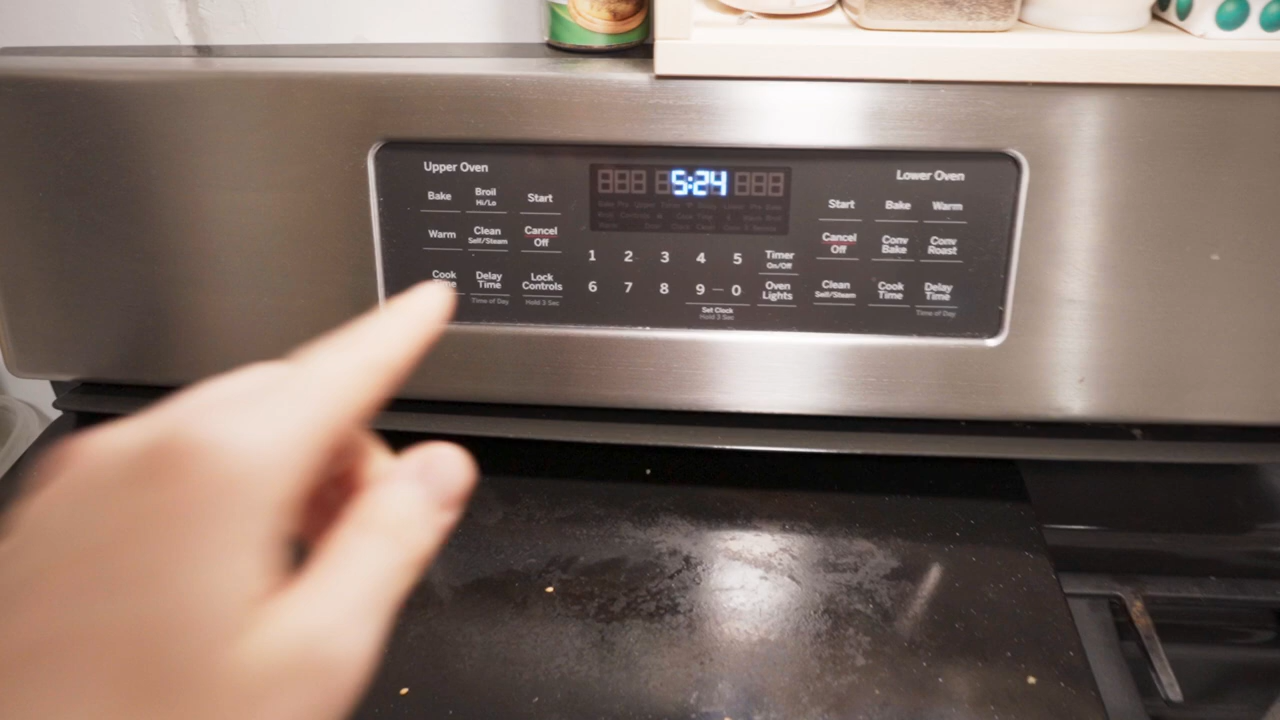 Upper Oven
Lower Oven
5:24
Bake
Broil
Hi/Lo
Start
Start
Bake
Warm
Warm
Clean
Self/Steam
Cancel
Off
Cancel
Off
Conv
Bake
Conv
Roast
1 2 3 4 5
Timer
On/Off
Cook
Time
Delay
Time
Time of Day
Lock
Controls
Hold 3 Sec
6 7 8 9 0
Set Clock
Hold 3 Sec
Oven
Lights
Clean
Self/Steam
Cook
Time
Delay
Time
Time of Day